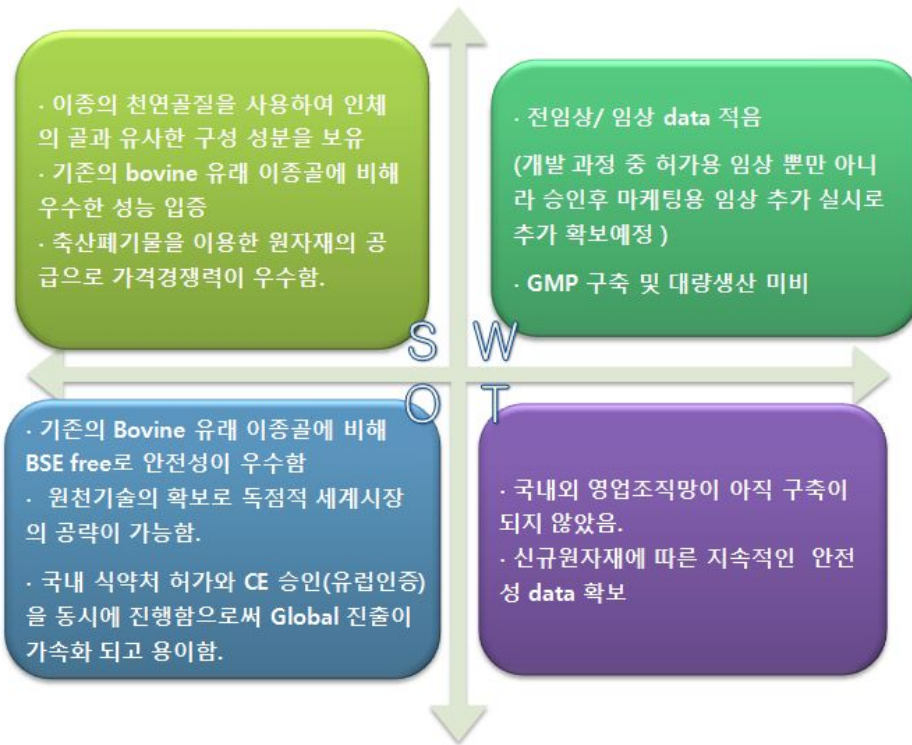 · 이종의 천연골질을 사용하여 인체
의 골과 유사한 구성 성분을 보유
· 기존의 bovine 유래 이종골에 비해
우수한 성능 입증
· 축산폐기물을 이용한 원자재의 공
급으로 가격경쟁력이 우수함.
· 전임상/ 임상 data 적음
(개발 과정 중 허가용 임상 뿐만 아니
라 승인후 마케팅용 임상 추가 실시로
추가 확보예정 )
· GMP 구축 및 대량생산 미비
S W
O T
· 기존의 Bovine 유래 이종골에 비해
BSE free로 안전성이 우수함
· 원천기술의 확보로 독점적 세계시장
의 공략이 가능함.
· 국내 식약처 허가와 CE 승인(유럽인증)
을 동시에 진행함으로써 Global 진출이
가속화 되고 용이함.
· 국내외 영업조직망이 아직 구축이
되지 않았음.
· 신규원자재에 따른 지속적인 안전
성 data 확보